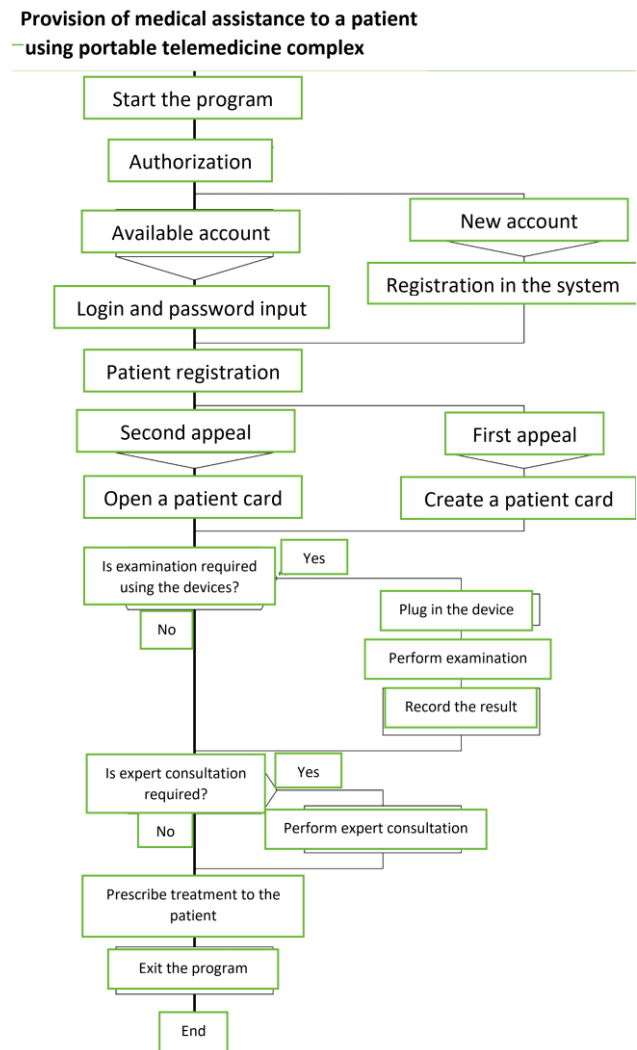 Provision of medical assistance to a patient
using portable telemedicine complex
Start the program
Authorization
Available account
New account
Registration in the system
Login and password input
Patient registration
Second appeal
First appeal
Open a patient card
Create a patient card
Is examination required
using the devices?
Yes
No
Plug in the device
Perform examination
Record the result
Is expert consultation
required?
Yes
No
Perform expert consultation
Prescribe treatment to the
patient
Exit the program
End